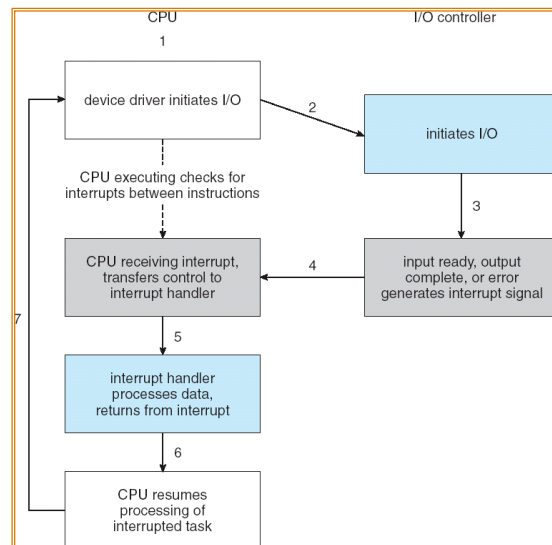 CPU
I/O controller
1
device driver initiates I/O
2
initiates I/O
CPU executing checks for
interrupts between instructions
3
CPU receiving interrupt,
transfers control to
interrupt handler
4
input ready, output
complete, or error
generates interrupt signal
5
7
interrupt handler
processes data,
returns from interrupt
6
CPU resumes
processing of
interrupted task